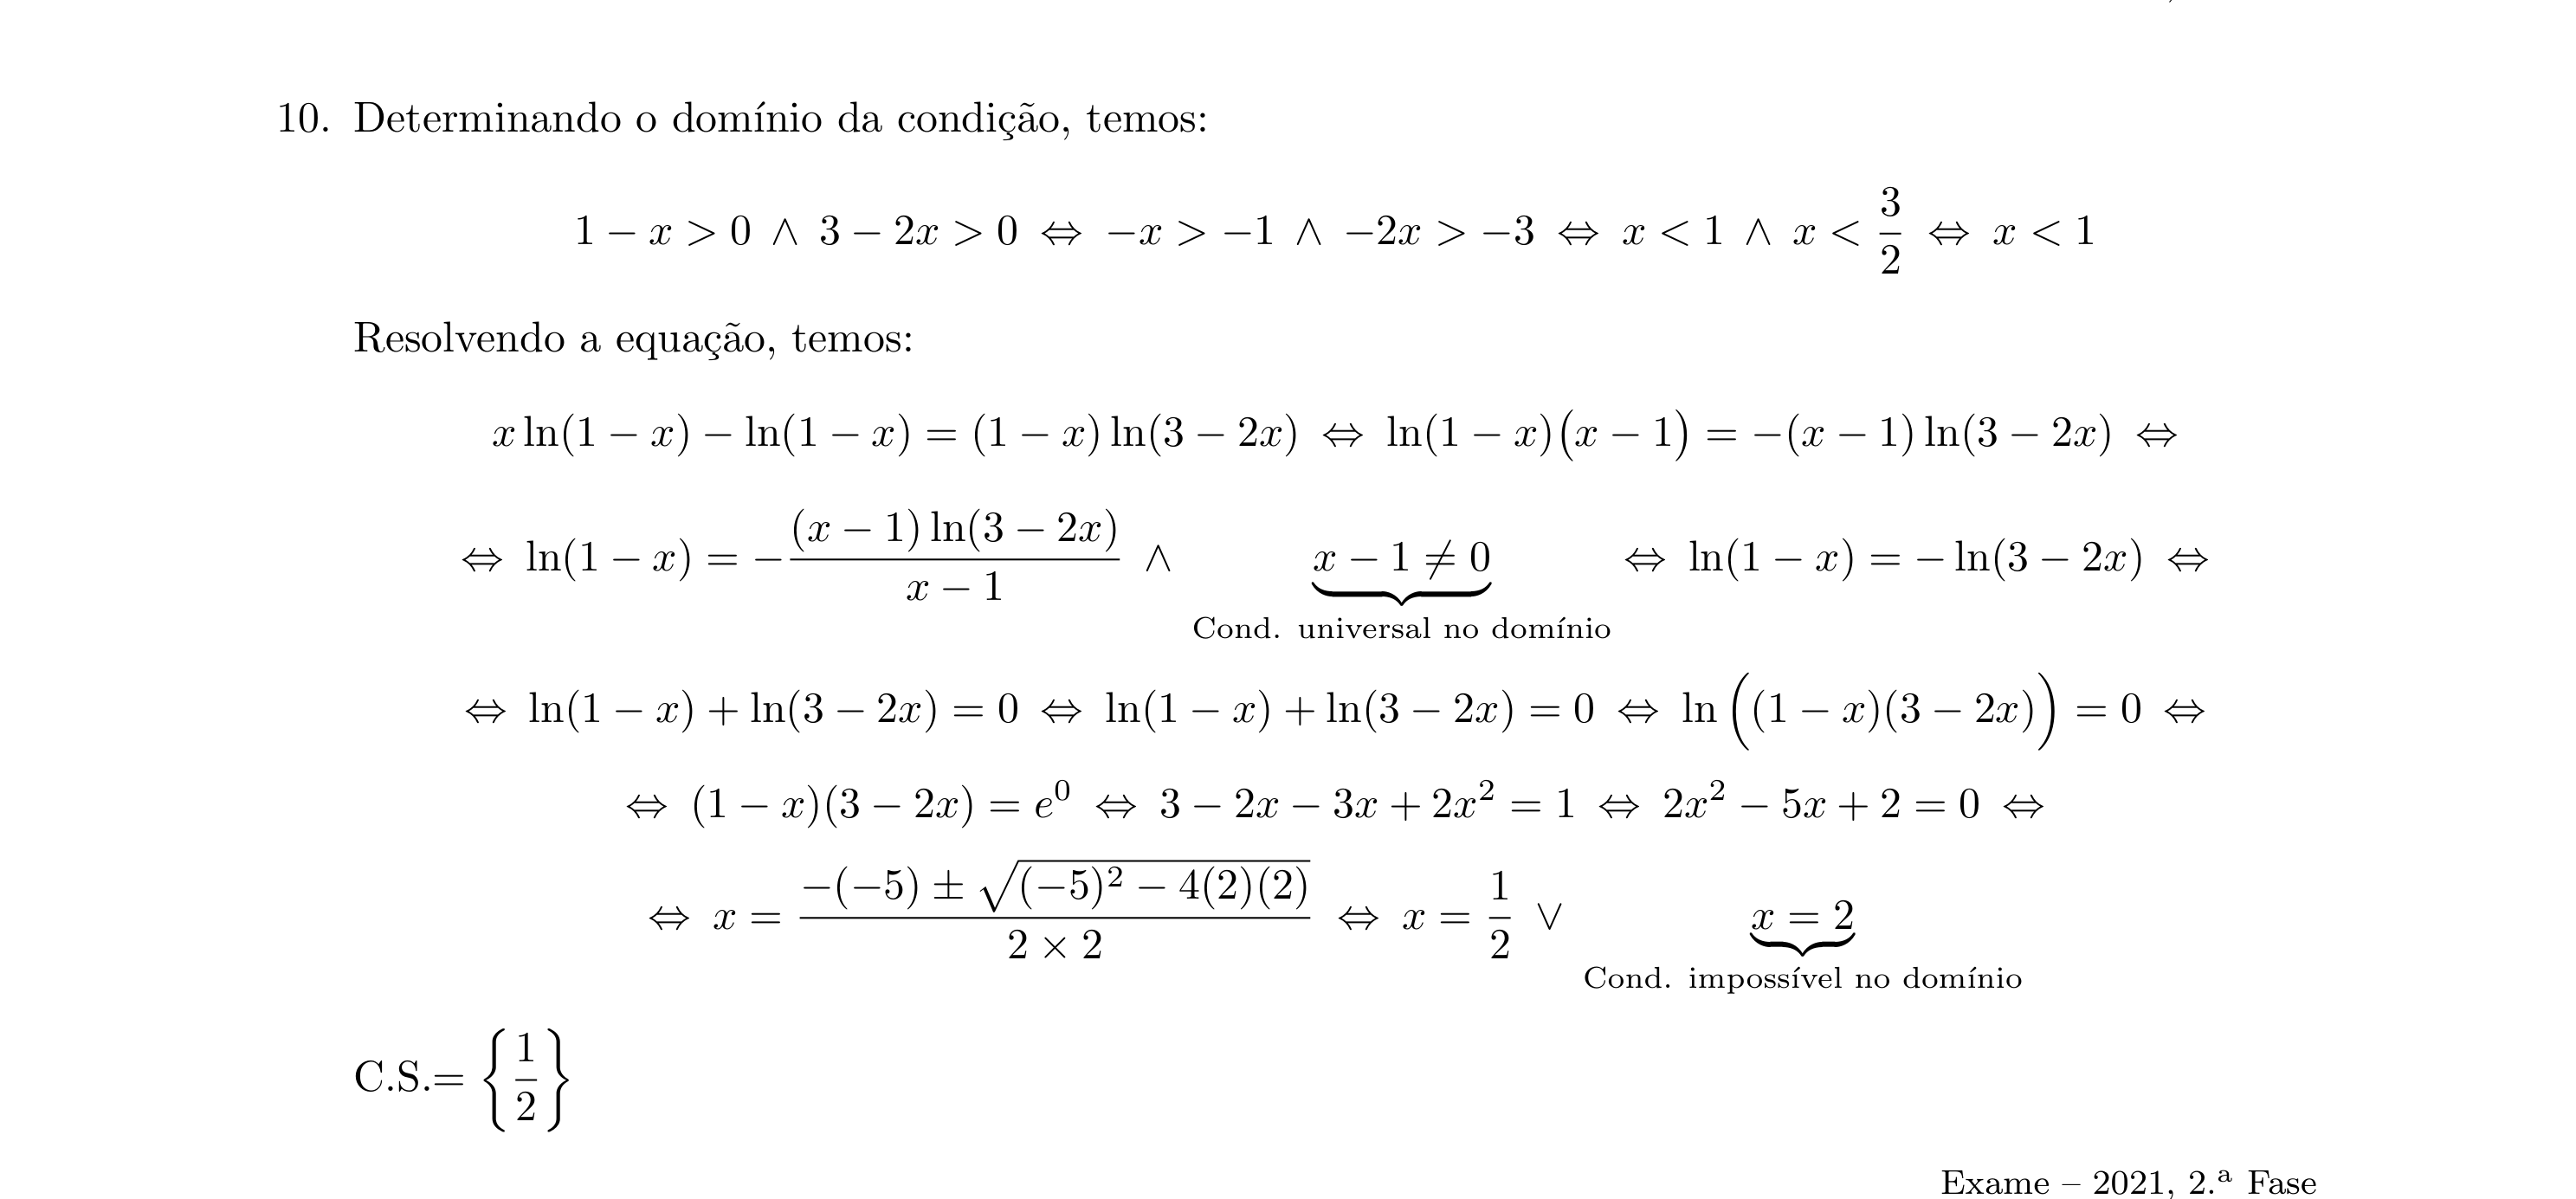 10. Determinando o domínio da condição, temos:
1 − x > 0 ∧ 3 − 2x > 0 ⇔ −x > −1 ∧ −2x > −3 ⇔ x < 1 ∧ x < 3/2 ⇔ x < 1
Resolvendo a equação, temos:
x ln(1 − x) − ln(1 − x) = (1 − x) ln(3 − 2x) ⇔ ln(1 − x)(x − 1) = −(x − 1) ln(3 − 2x) ⇔
⇔ ln(1 − x) = −((x − 1) ln(3 − 2x))/(x − 1) ∧ x − 1 ≠ 0 ⇔ ln(1 − x) = − ln(3 − 2x) ⇔
Cond. universal no domínio
⇔ ln(1 − x) + ln(3 − 2x) = 0 ⇔ ln(1 − x) + ln(3 − 2x) = 0 ⇔ ln((1 − x)(3 − 2x)) = 0 ⇔
⇔ (1 − x)(3 − 2x) = e⁰ ⇔ 3 − 2x − 3x + 2x² = 1 ⇔ 2x² − 5x + 2 = 0 ⇔
⇔ x = (−(−5) ± √((−5)² − 4(2)(2)))/(2 × 2) ⇔ x = 1/2 ∨ x = 2
Cond. impossível no domínio
C.S.= {1/2}
Exame – 2021, 2.ª Fase